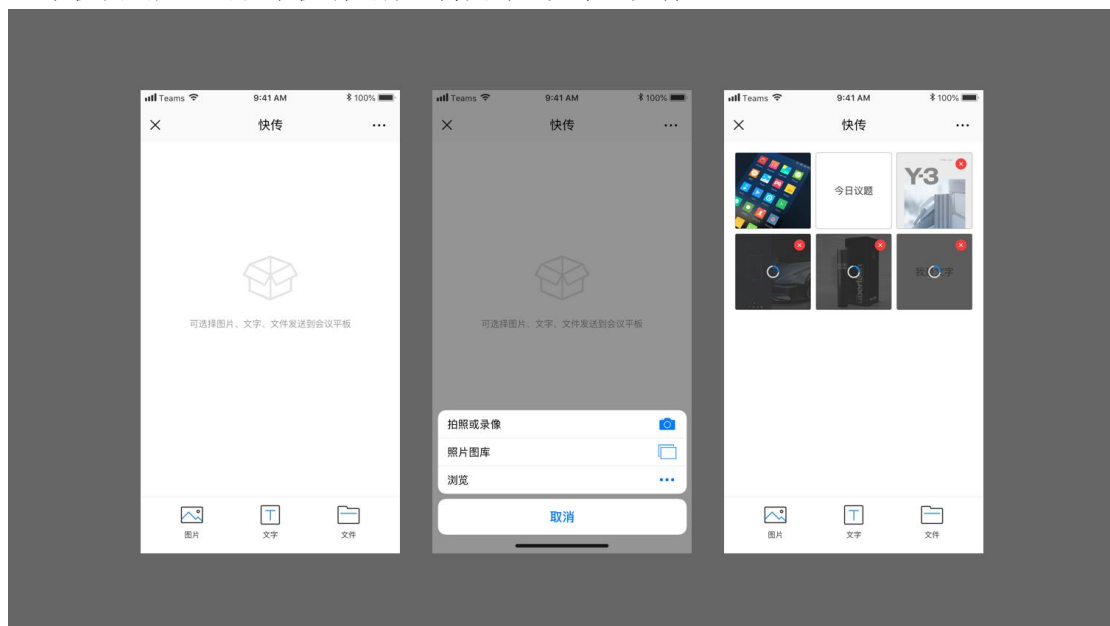 Teams 9:41 AM 100%
快传
可选择图片、文字、文件发送到会议平板
图片 文字 文件
Teams 9:41 AM 100%
快传
可选择图片、文字、文件发送到会议平板
拍照或录像
照片图库
浏览
取消
Teams 9:41 AM 100%
快传
今日议题
Y-3
图片 文字 文件